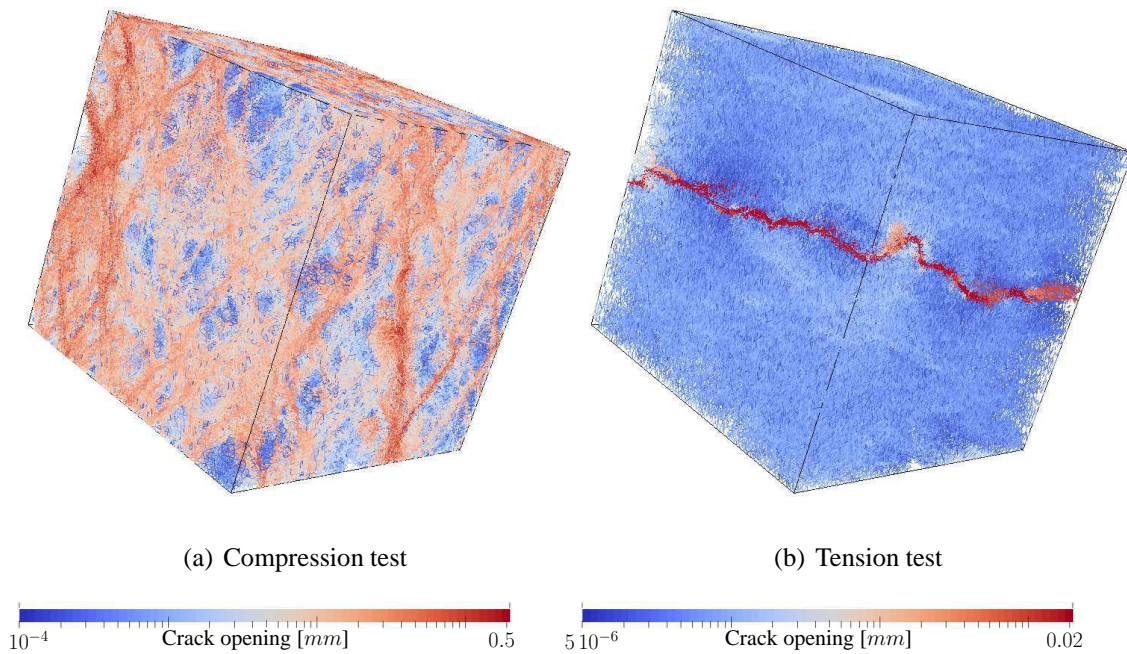 (a) Compression test
(b) Tension test
10⁻⁴ Crack opening [mm] 0.5
5 10⁻⁶ Crack opening [mm] 0.02